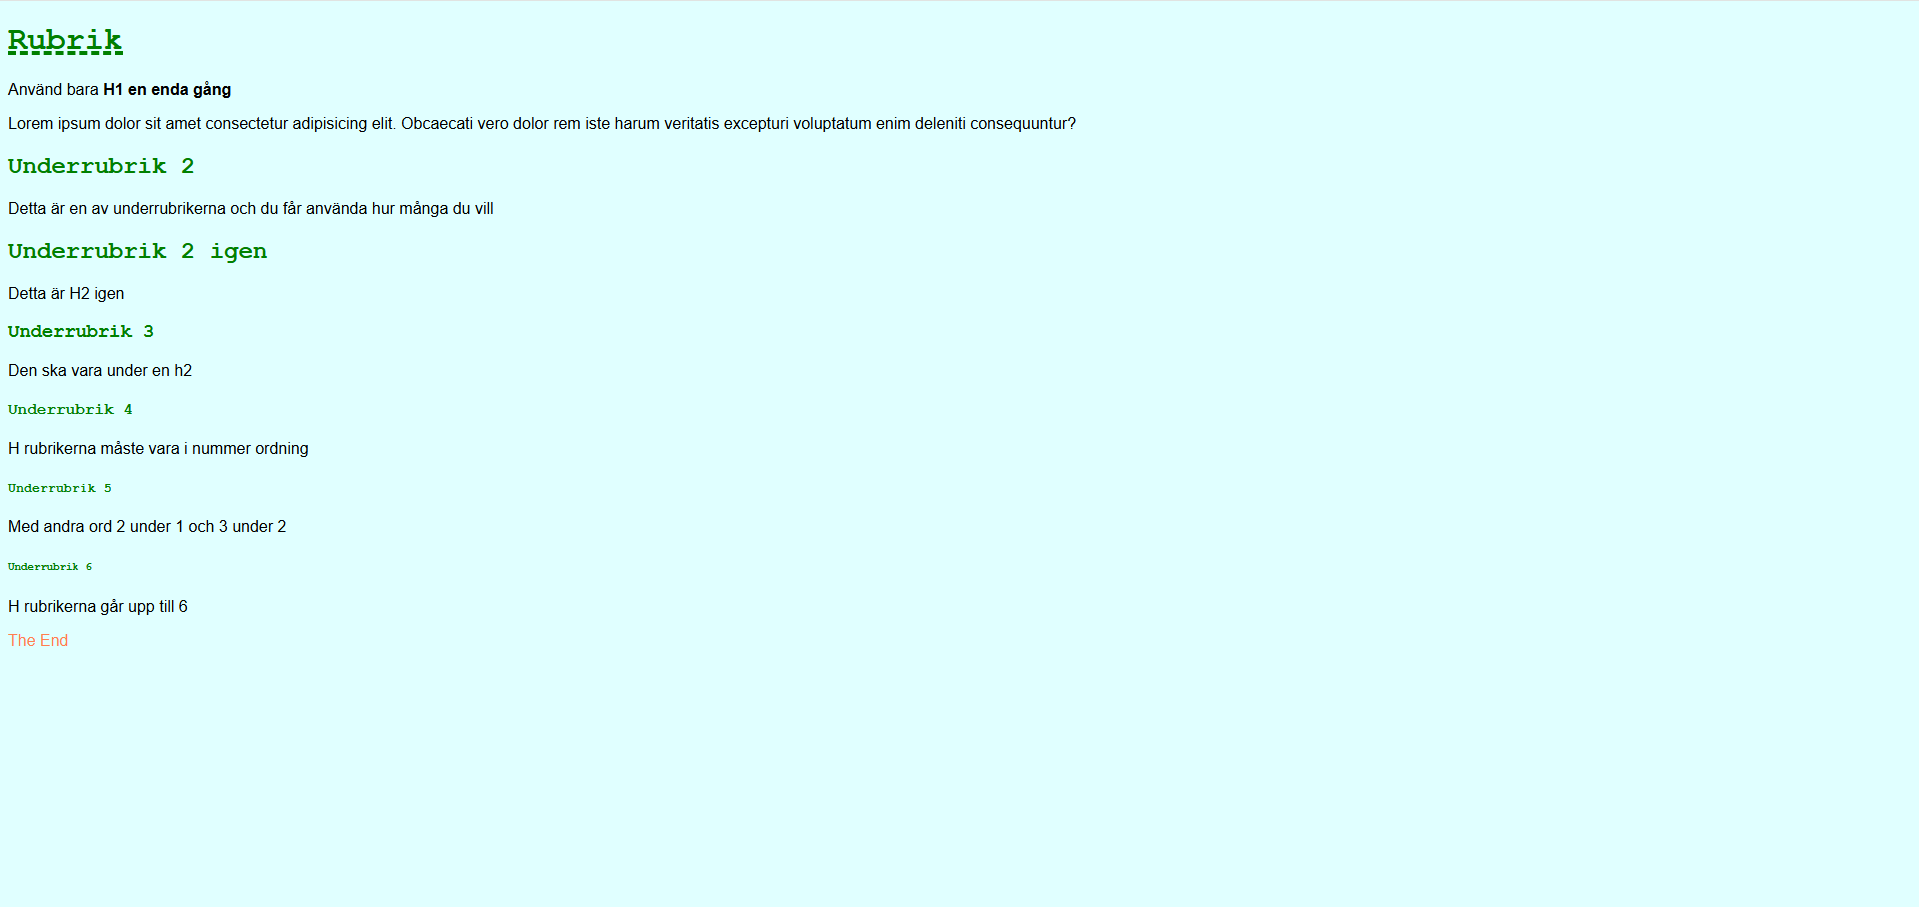 Rubrik
Använd bara H1 en enda gång
Lorem ipsum dolor sit amet consectetur adipisicing elit. Obcaecati vero dolor rem iste harum veritatis excepturi voluptatum enim deleniti consequuntur?
Underrubrik 2
Detta är en av underrubrikerna och du får använda hur många du vill
Underrubrik 2 igen
Detta är H2 igen
Underrubrik 3
Den ska vara under en h2
Underrubrik 4
H rubrikerna måste vara i nummer ordning
Underrubrik 5
Med andra ord 2 under 1 och 3 under 2
Underrubrik 6
H rubrikerna går upp till 6
The End